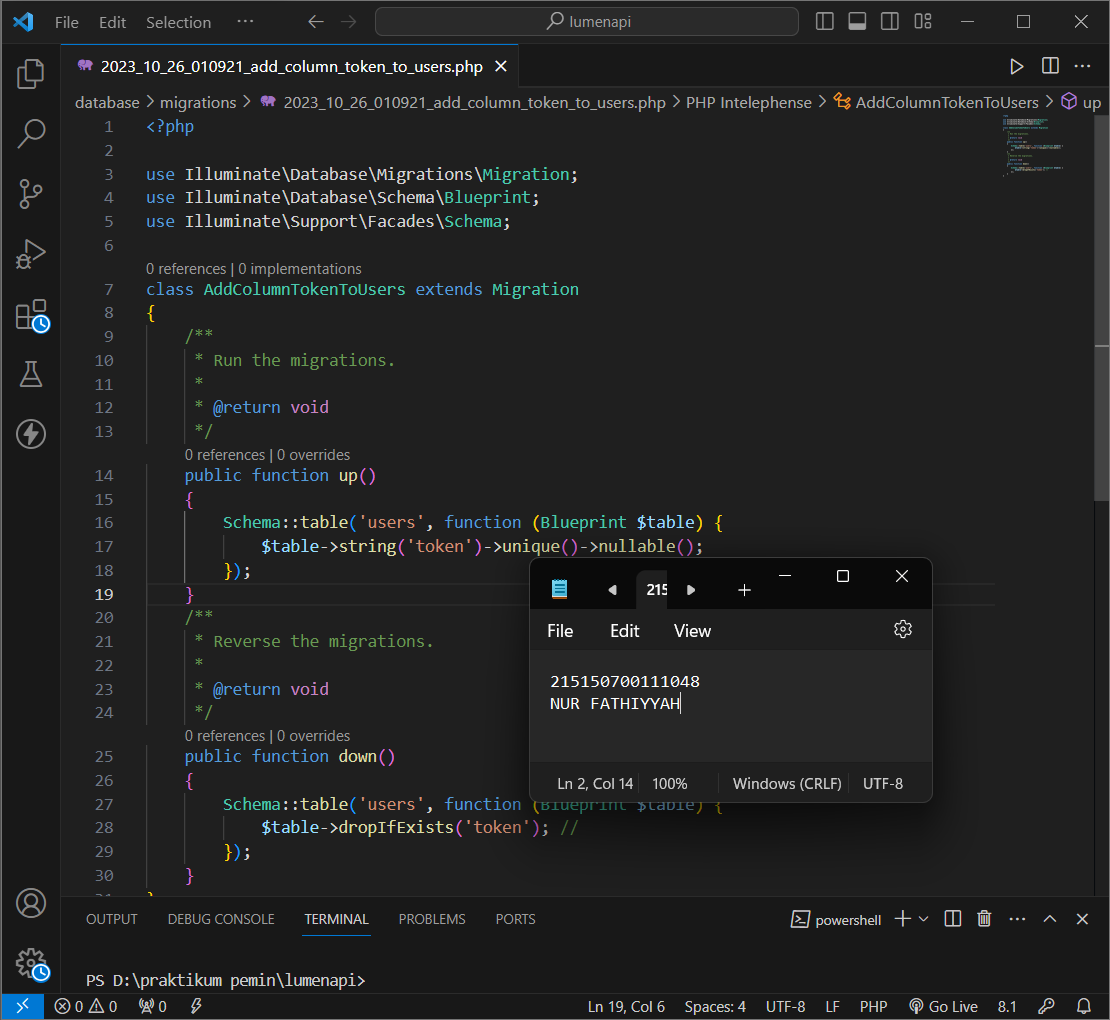 File Edit Selection ··· lumenapi
2023_10_26_010921_add_column_token_to_users.php
database > migrations > 2023_10_26_010921_add_column_token_to_users.php > PHP Intelephense > AddColumnTokenToUsers > up
1 <?php
2
3 use Illuminate\Database\Migrations\Migration;
4 use Illuminate\Database\Schema\Blueprint;
5 use Illuminate\Support\Facades\Schema;
6
0 references | 0 implementations
7 class AddColumnTokenToUsers extends Migration
8 {
9 /**
10 * Run the migrations.
11 *
12 * @return void
13 */
0 references | 0 overrides
14 public function up()
15 {
16 Schema::table('users', function (Blueprint $table) {
17 $table->string('token')->unique()->nullable();
18 });
19 }
20 /**
21 * Reverse the migrations.
22 *
23 * @return void
24 */
0 references | 0 overrides
25 public function down()
26 {
27 Schema::table('users', function (Blueprint $table) {
28 $table->dropIfExists('token'); //
29 });
30 }
215
File Edit View
215150700111048
NUR FATHIYYAH
Ln 2, Col 14 100% Windows (CRLF) UTF-8
OUTPUT DEBUG CONSOLE TERMINAL PROBLEMS PORTS powershell
PS D:\praktikum pemin\lumenapi>
0 0 0 Ln 19, Col 6 Spaces: 4 UTF-8 LF PHP Go Live 8.1